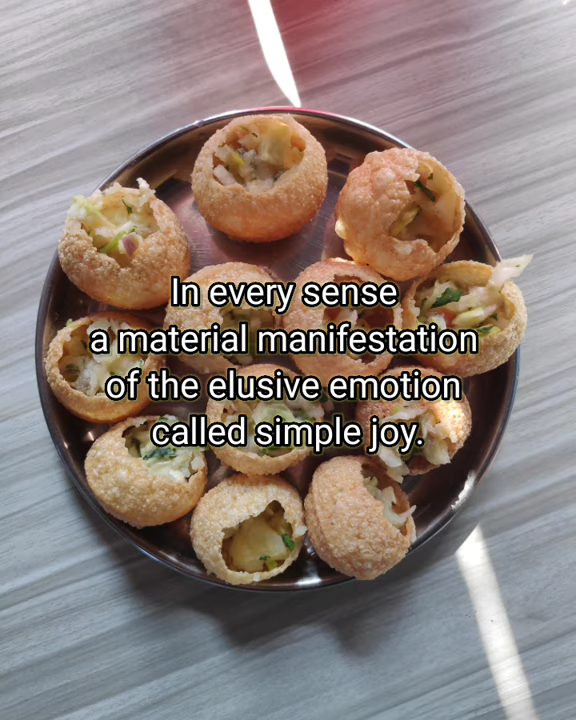 In every sense
a material manifestation
of the elusive emotion
called simple joy.